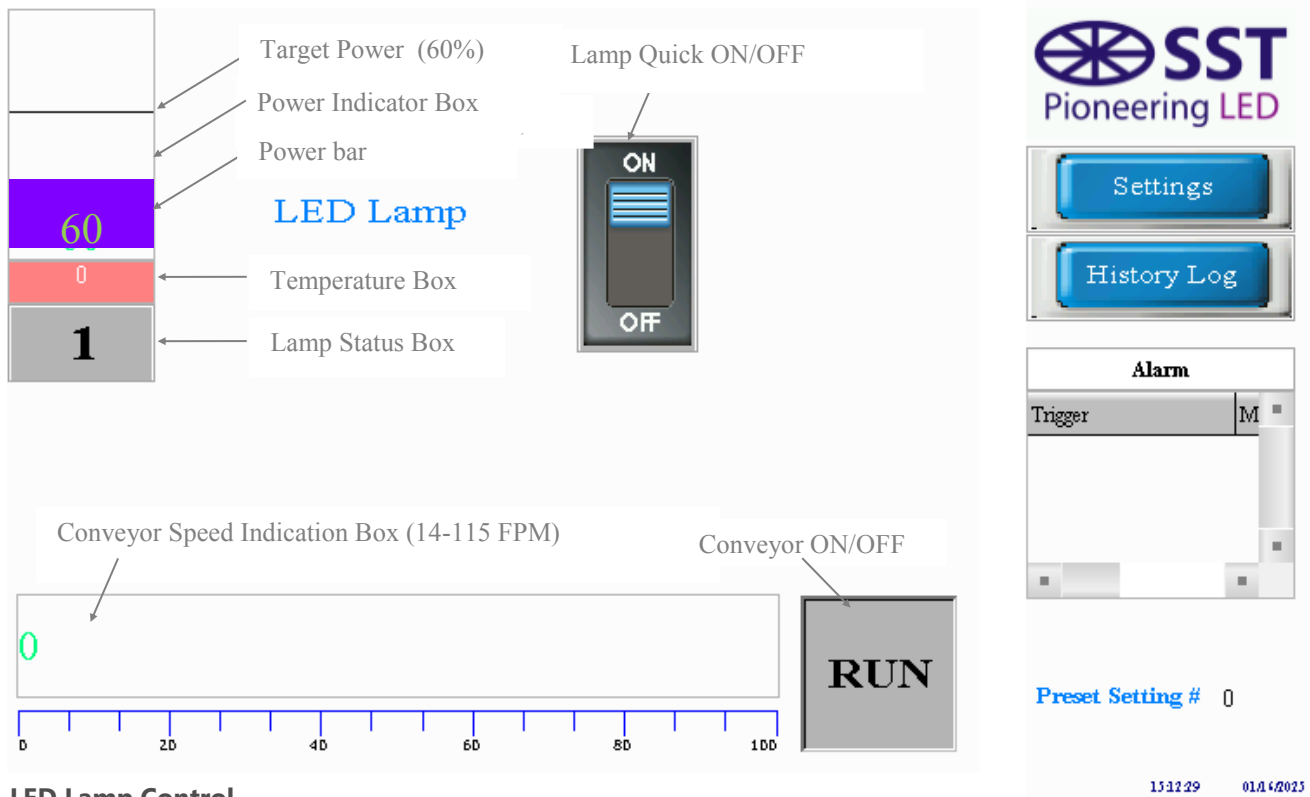 Target Power (60%)
Lamp Quick ON/OFF
Power Indicator Box
Power bar
60
LED Lamp
ON
OFF
0
Temperature Box
1
Lamp Status Box
SST
Pioneering LED
Settings
History Log
Alarm
Trigger M
Conveyor Speed Indication Box (14-115 FPM)
Conveyor ON/OFF
0
RUN
0 20 40 60 80 100
Preset Setting # 0
15:12:29 01/16/2025